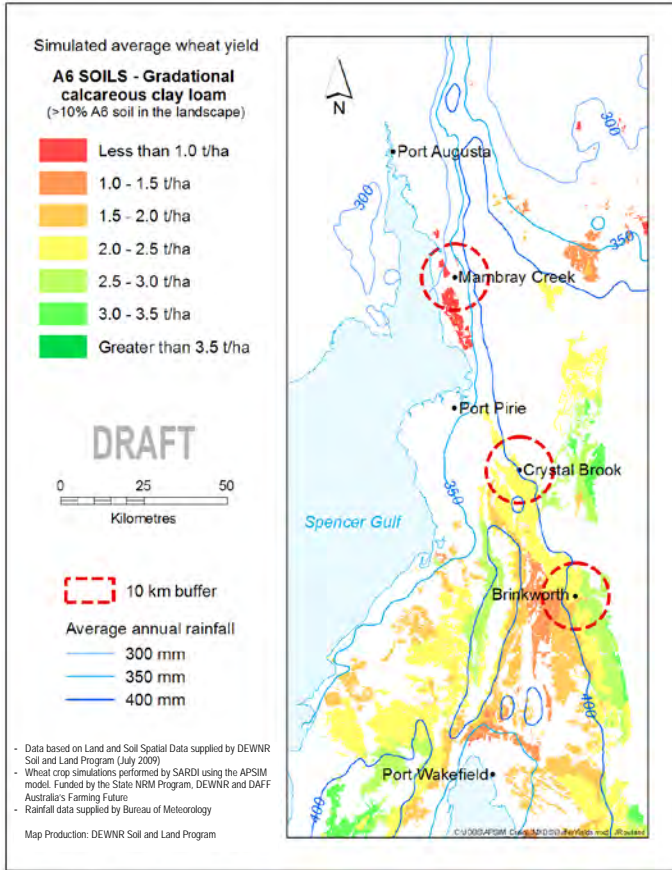 Simulated average wheat yield
A6 SOILS - Gradational
calcareous clay loam
(>10% A6 soil in the landscape)
Less than 1.0 t/ha
1.0 - 1.5 t/ha
1.5 - 2.0 t/ha
2.0 - 2.5 t/ha
2.5 - 3.0 t/ha
3.0 - 3.5 t/ha
Greater than 3.5 t/ha
DRAFT
0 25 50
Kilometres
10 km buffer
Average annual rainfall
300 mm
350 mm
400 mm
- Data based on Land and Soil Spatial Data supplied by DEWNR
Soil and Land Program (July 2009)
- Wheat crop simulations performed by SARDI using the APSIM
model. Funded by the State NRM Program, DEWNR and DAFF
Australia's Farming Future
- Rainfall data supplied by Bureau of Meteorology
Map Production: DEWNR Soil and Land Program
N
300
Port Augusta
300
350
Mambray Creek
Port Pirie
Crystal Brook
350
Spencer Gulf
Brinkworth
400
Port Wakefield
400